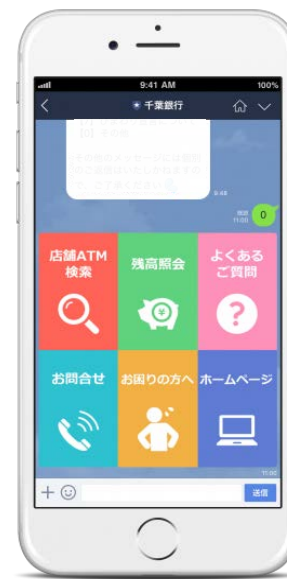 9:41 AM
100%
千葉銀行
9:48
既読
11:00
0
店舗ATM
検索
残高照会
よくある
ご質問
お問合せ
お困りの方へ
ホームページ
11:00
送信